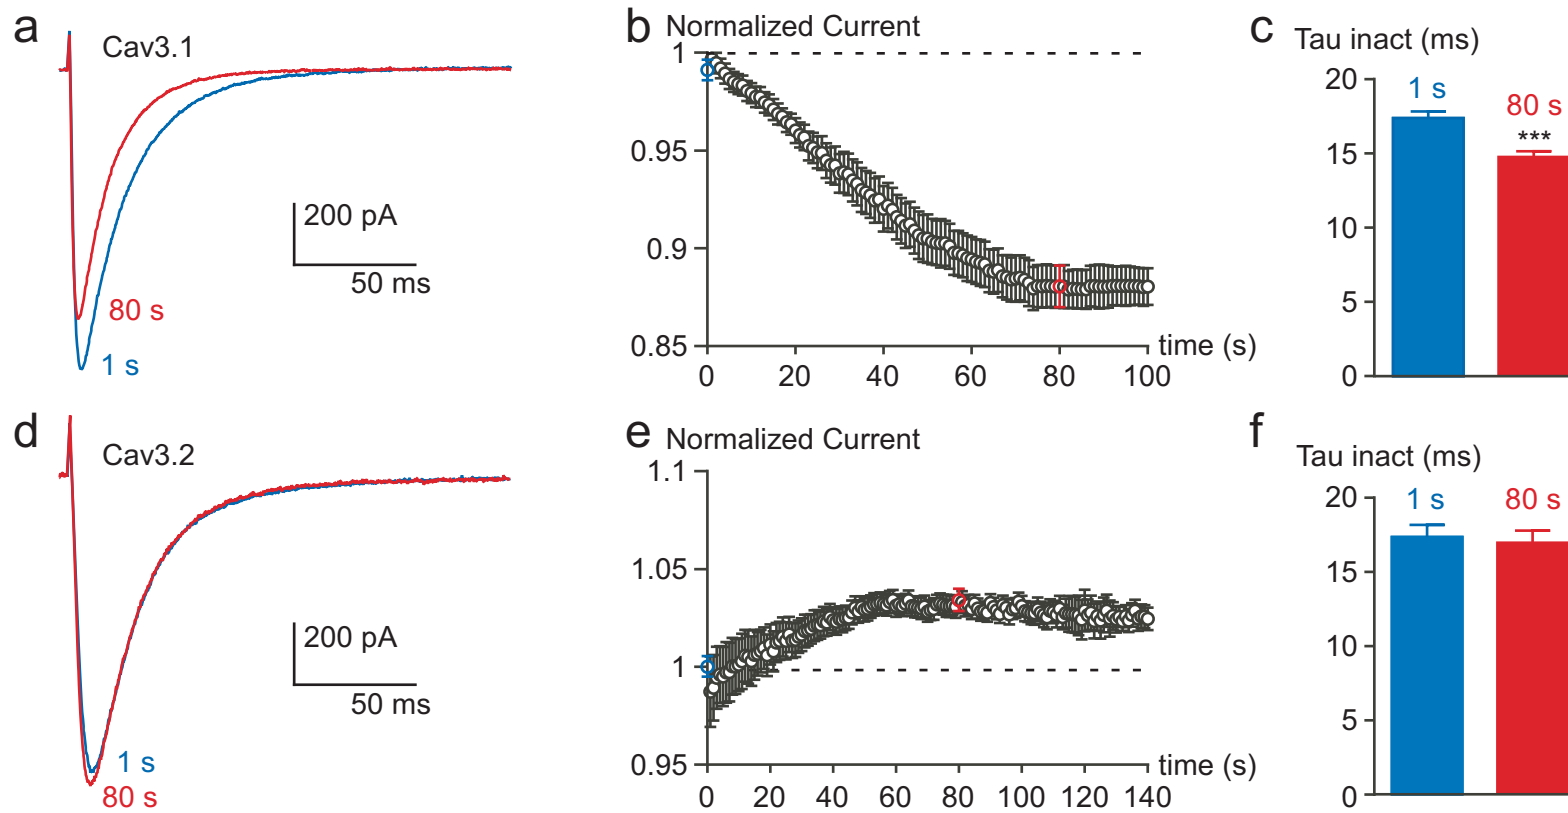 a
Cav3.1
200 pA
50 ms
80 s
1 s
b
Normalized Current
1
0.95
0.9
0.85
0 20 40 60 80 100
time (s)
c
Tau inact (ms)
20
15
10
5
0
1 s
80 s
***
d
Cav3.2
200 pA
50 ms
1 s
80 s
e
Normalized Current
1.1
1.05
1
0.95
0 20 40 60 80 100 120 140
time (s)
f
Tau inact (ms)
20
15
10
5
0
1 s
80 s